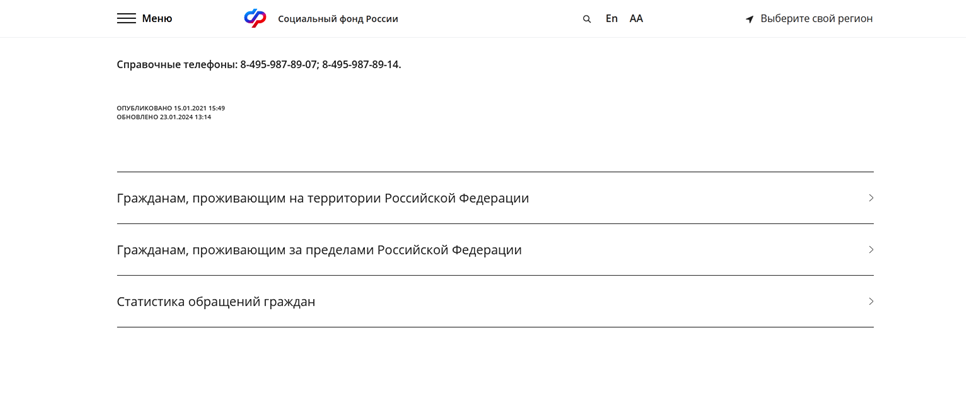 Меню
Социальный фонд России
En
AA
Выберите свой регион
Справочные телефоны: 8-495-987-89-07; 8-495-987-89-14.
ОПУБЛИКОВАНО 15.01.2021 15:49
ОБНОВЛЕНО 23.01.2024 13:14
Гражданам, проживающим на территории Российской Федерации
Гражданам, проживающим за пределами Российской Федерации
Статистика обращений граждан